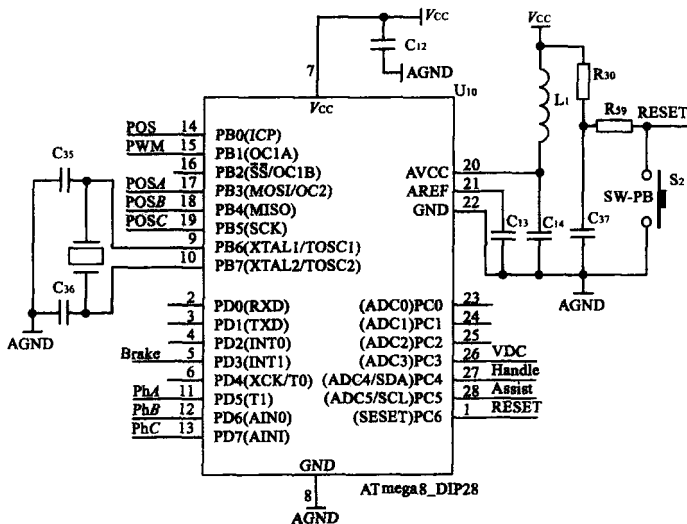 VCC
C12
AGND
7
VCC
U10
VCC
R30
L1
R59
RESET
S2
SW-PB
C13
C14
C37
AGND
POS 14 PB0(ICP)
PWM 15 PB1(OC1A)
16 PB2(SS/OC1B)
POSA 17 PB3(MOSI/OC2)
POSB 18 PB4(MISO)
POSC 19 PB5(SCK)
9 PB6(XTAL1/TOSC1)
10 PB7(XTAL2/TOSC2)
C35
C36
AGND
AVCC 20
AREF 21
GND 22
2 PD0(RXD)
3 PD1(TXD)
4 PD2(INT0)
Brake 5 PD3(INT1)
6 PD4(XCK/T0)
PhA 11 PD5(T1)
PhB 12 PD6(AIN0)
PhC 13 PD7(AINI)
(ADC0)PC0 23
(ADC1)PC1 24
(ADC2)PC2 25
(ADC3)PC3 26 VDC
(ADC4/SDA)PC4 27 Handle
(ADC5/SCL)PC5 28 Assist
(SESET)PC6 1 RESET
GND
8
AGND
ATmega8_DIP28